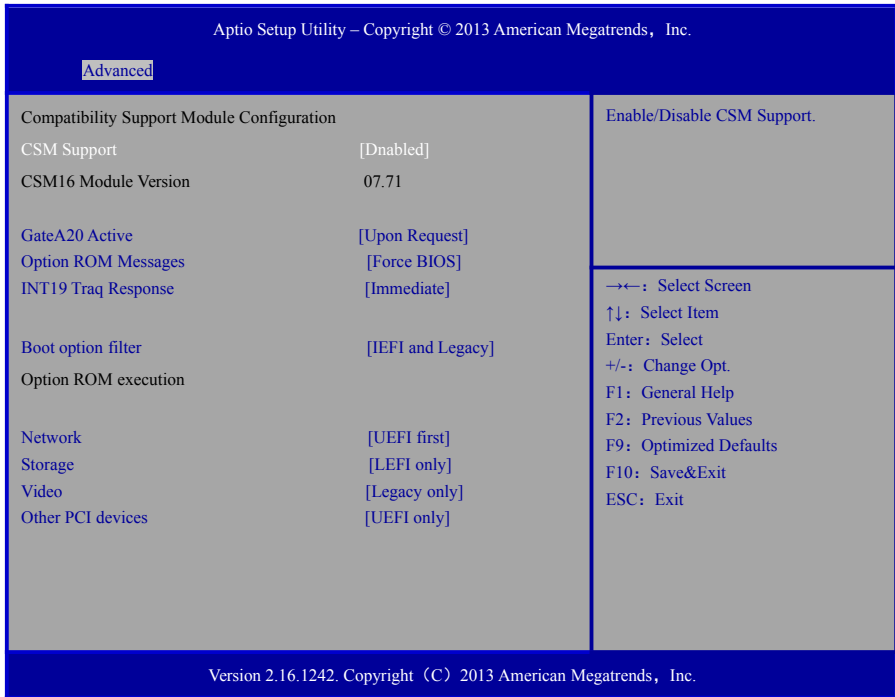 Aptio Setup Utility – Copyright © 2013 American Megatrends，Inc.
Advanced
Compatibility Support Module Configuration
CSM Support [Dnabled]
CSM16 Module Version 07.71
GateA20 Active [Upon Request]
Option ROM Messages [Force BIOS]
INT19 Traq Response [Immediate]
Boot option filter [IEFI and Legacy]
Option ROM execution
Network [UEFI first]
Storage [LEFI only]
Video [Legacy only]
Other PCI devices [UEFI only]
Enable/Disable CSM Support.
→←：Select Screen
↑↓：Select Item
Enter：Select
+/-：Change Opt.
F1：General Help
F2：Previous Values
F9：Optimized Defaults
F10：Save&Exit
ESC：Exit
Version 2.16.1242. Copyright（C）2013 American Megatrends，Inc.